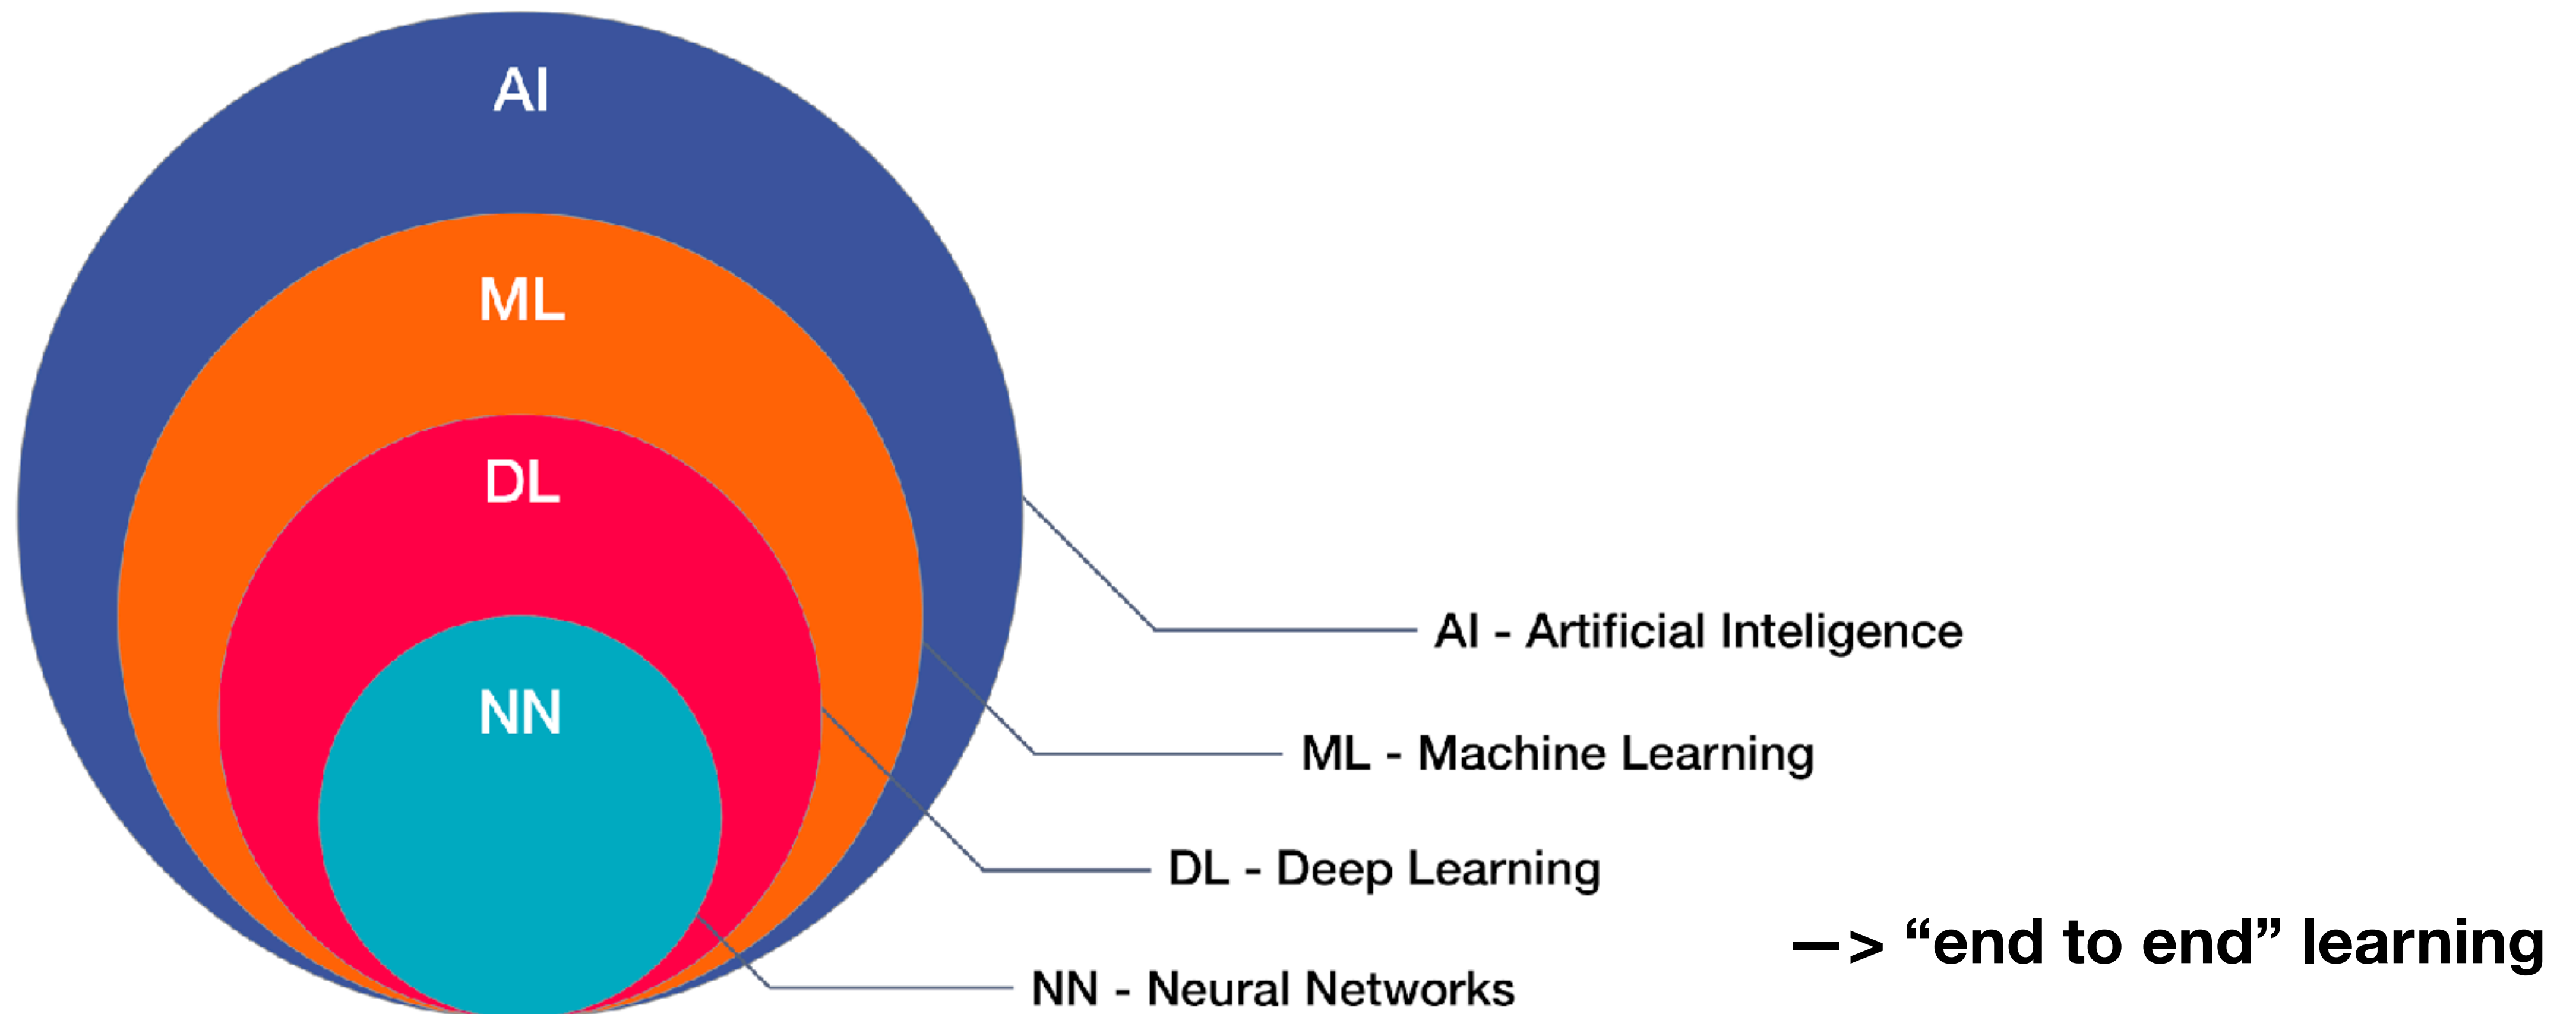 AI
ML
DL
NN
AI - Artificial Inteligence
ML - Machine Learning
DL - Deep Learning
—> “end to end” learning
NN - Neural Networks